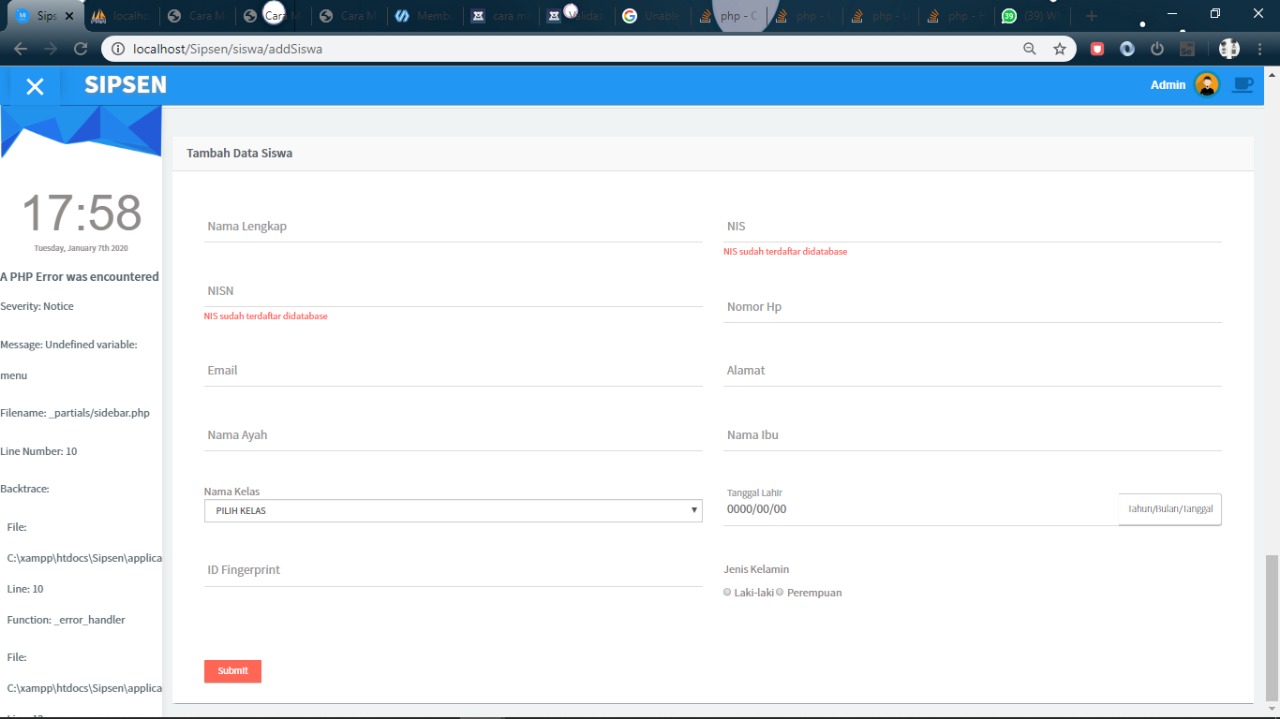 Sips
localho
Cara M
Cara M
Cara M
cara m
Validas
Unable
php - C
php -
php -
php -
(39) W
localhost/Sipsen/siswa/addSiswa
SIPSEN
Admin
17:58
Tuesday, January 7th 2020
A PHP Error was encountered
Severity: Notice
Message: Undefined variable:
menu
Filename: _partials/sidebar.php
Line Number: 10
Backtrace:
File:
C:\xampp\htdocs\Sipsen\applica
Line: 10
Function: _error_handler
File:
C:\xampp\htdocs\Sipsen\applica
Tambah Data Siswa
Nama Lengkap
NIS
NIS sudah terdaftar didatabase
NISN
NIS sudah terdaftar didatabase
Nomor Hp
Email
Alamat
Nama Ayah
Nama Ibu
Nama Kelas
PILIH KELAS
Tanggal Lahir
0000/00/00
Tahun/Bulan/Tanggal
ID Fingerprint
Jenis Kelamin
Laki-laki Perempuan
Submit